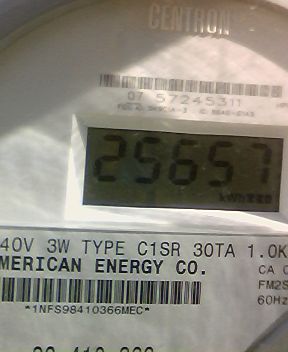 CENTRON
07 57245311
25657
kWh
40V 3W TYPE C1SR 30TA 1.0K
MERICAN ENERGY CO.
CA 0
FM2S
60Hz
*1NFS98410366MEC*